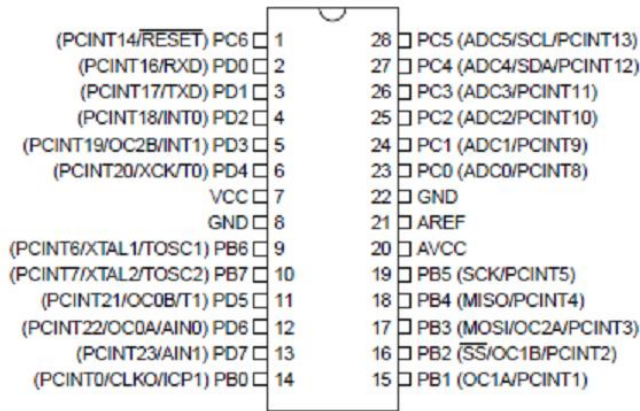 (PCINT14/RESET) PC6 1 28 PC5 (ADC5/SCL/PCINT13)
(PCINT16/RXD) PD0 2 27 PC4 (ADC4/SDA/PCINT12)
(PCINT17/TXD) PD1 3 26 PC3 (ADC3/PCINT11)
(PCINT18/INT0) PD2 4 25 PC2 (ADC2/PCINT10)
(PCINT19/OC2B/INT1) PD3 5 24 PC1 (ADC1/PCINT9)
(PCINT20/XCK/T0) PD4 6 23 PC0 (ADC0/PCINT8)
VCC 7 22 GND
GND 8 21 AREF
(PCINT6/XTAL1/TOSC1) PB6 9 20 AVCC
(PCINT7/XTAL2/TOSC2) PB7 10 19 PB5 (SCK/PCINT5)
(PCINT21/OC0B/T1) PD5 11 18 PB4 (MISO/PCINT4)
(PCINT22/OC0A/AIN0) PD6 12 17 PB3 (MOSI/OC2A/PCINT3)
(PCINT23/AIN1) PD7 13 16 PB2 (SS/OC1B/PCINT2)
(PCINT0/CLKO/ICP1) PB0 14 15 PB1 (OC1A/PCINT1)